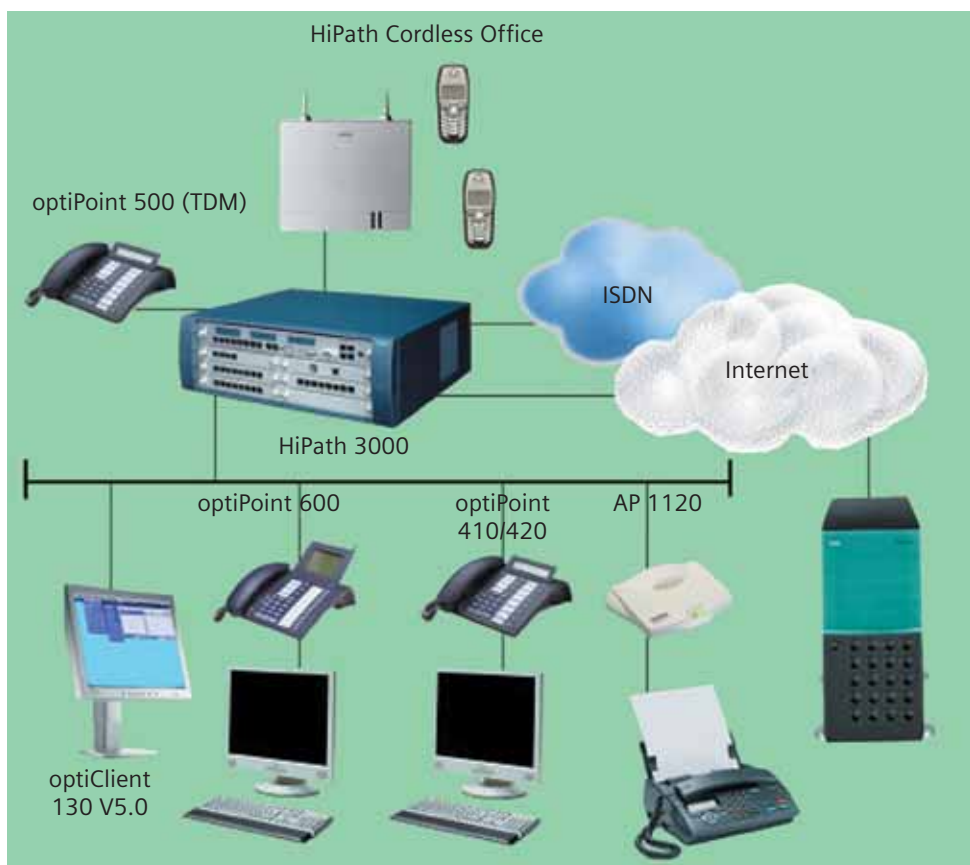 HiPath Cordless Office
optiPoint 500 (TDM)
ISDN
Internet
HiPath 3000
optiPoint 600
optiPoint
410/420
AP 1120
optiClient
130 V5.0